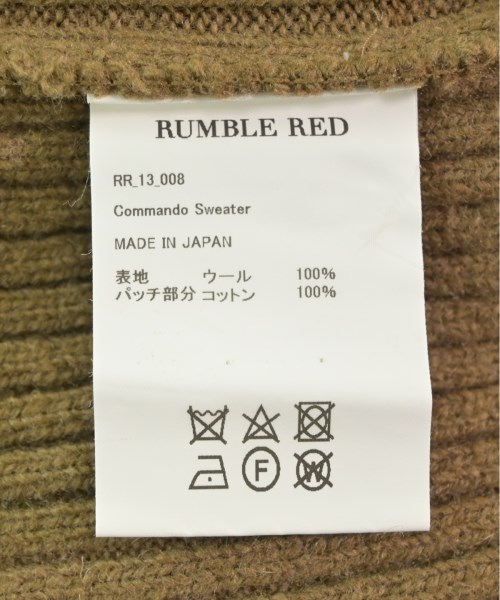 RUMBLE RED
RR_13_008
Commando Sweater
MADE IN JAPAN
表地 ウール 100%
パッチ部分 コットン 100%
F
W